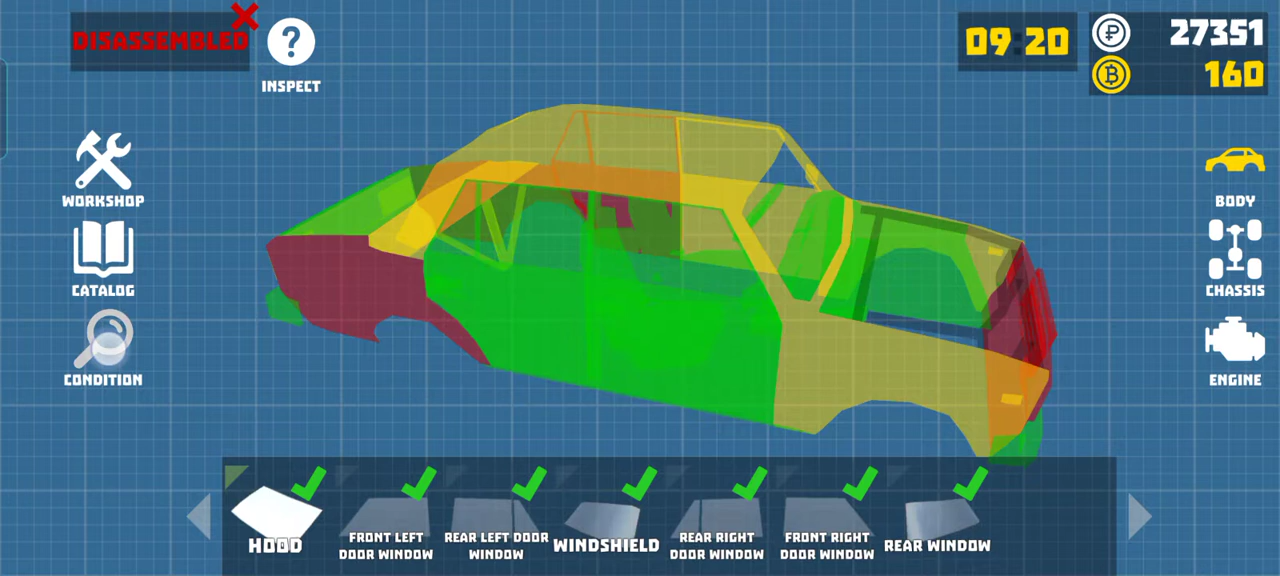 DISASSEMBLED
?
INSPECT
09:20
₽ 27351
₿ 160
WORKSHOP
CATALOG
CONDITION
BODY
CHASSIS
ENGINE
HOOD
FRONT LEFT
DOOR WINDOW
REAR LEFT DOOR
WINDOW
WINDSHIELD
REAR RIGHT
DOOR WINDOW
FRONT RIGHT
DOOR WINDOW
REAR WINDOW